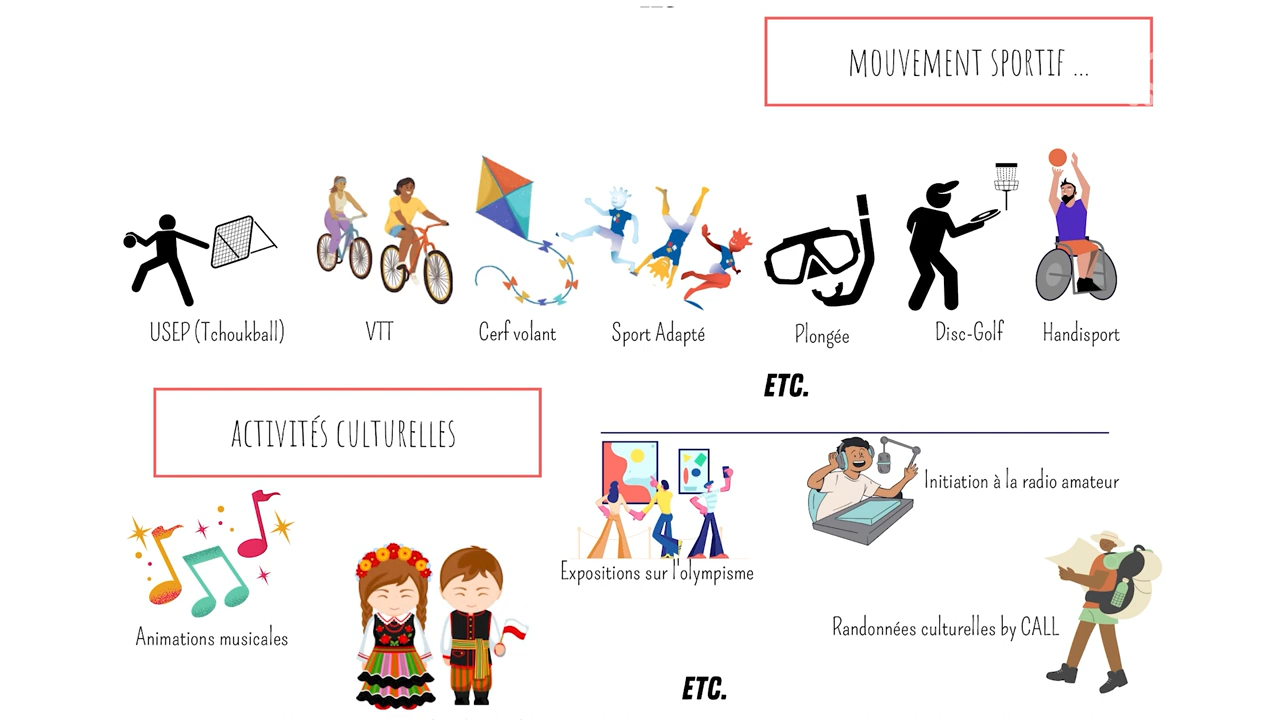 MOUVEMENT SPORTIF ...
USEP (Tchoukball)
VTT
Cerf volant
Sport Adapté
Plongée
Disc-Golf
Handisport
ETC.
ACTIVITÉS CULTURELLES
Initiation à la radio amateur
Expositions sur l'olympisme
Randonnées culturelles by CALL
Animations musicales
ETC.